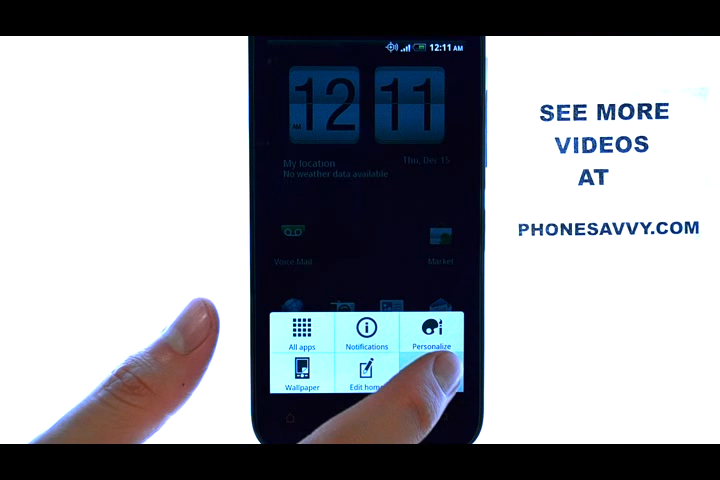 12:11 AM
12 11
AM
My location
Thu, Dec 15
No weather data available
Voice Mail
Market
All apps
Notifications
Personalize
Wallpaper
Edit home
SEE MORE
VIDEOS
AT
PHONESAVVY.COM